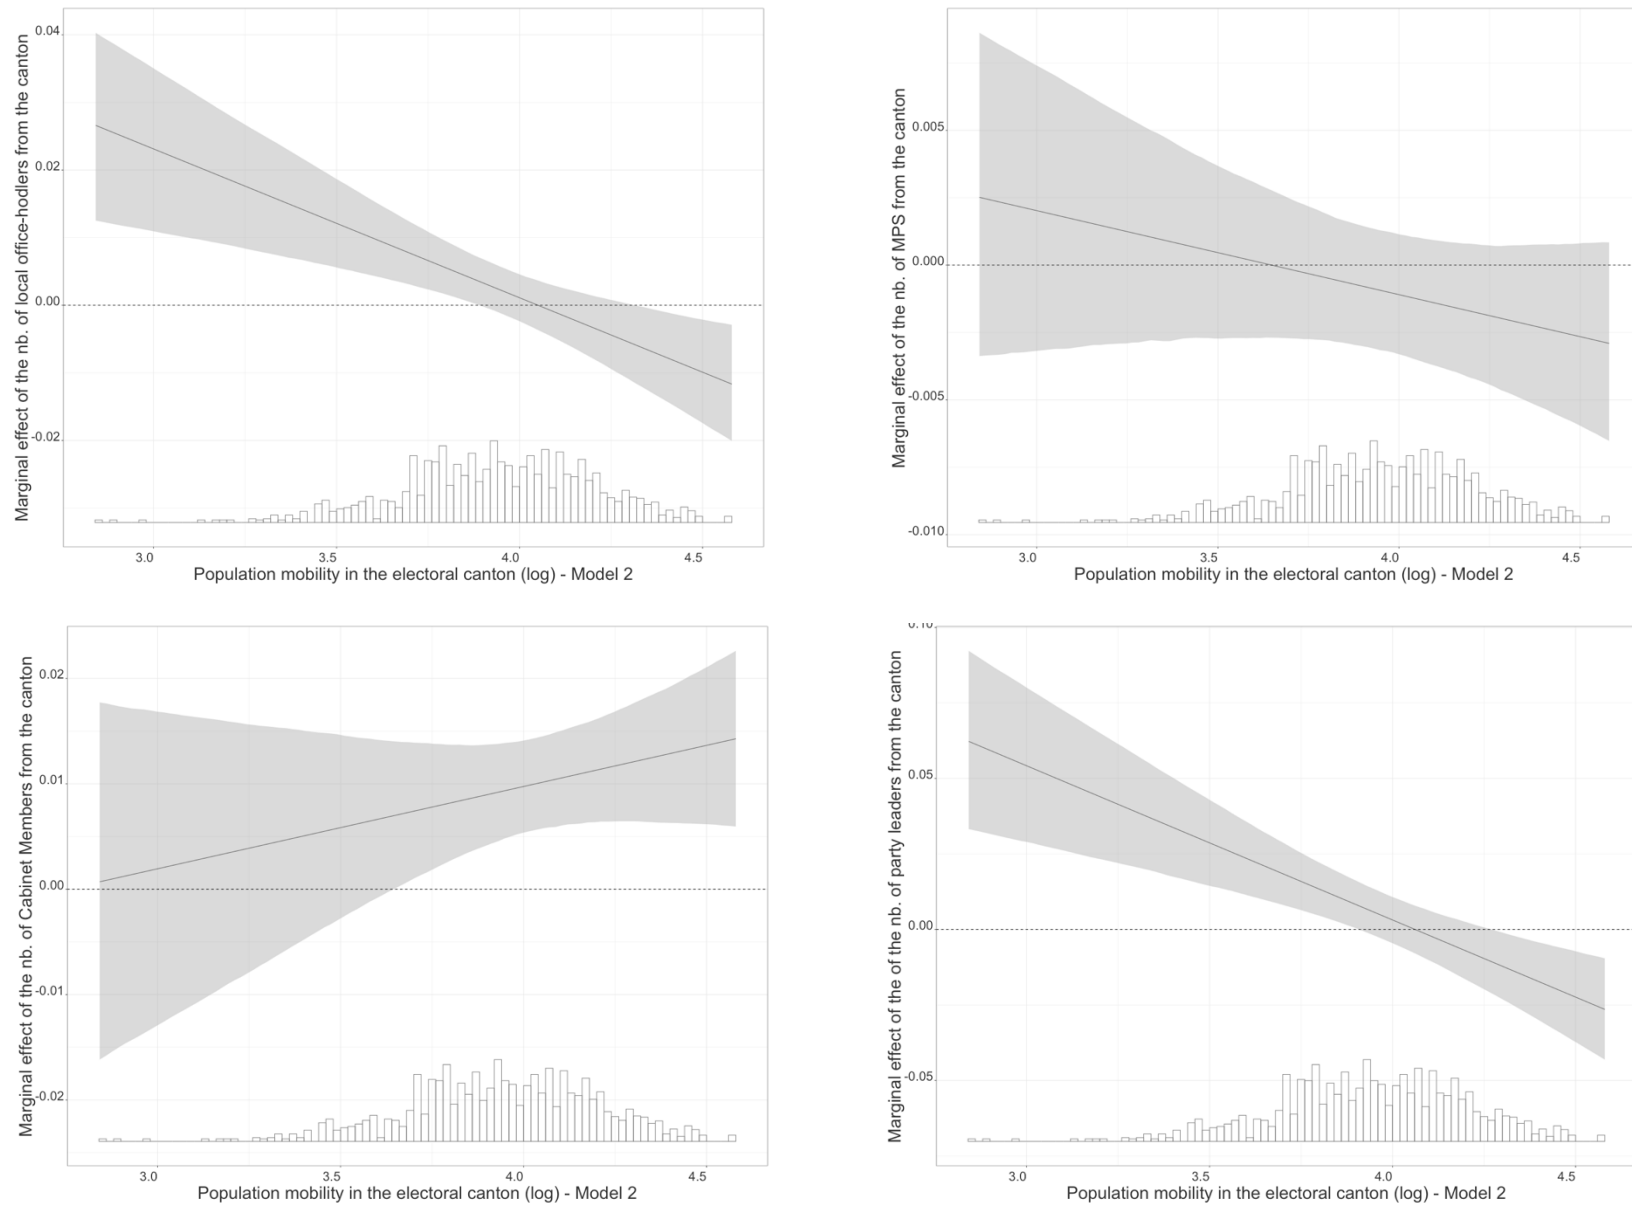 Marginal effect of the nb. of local office-hodlers from the canton
0.04
0.02
0.00
-0.02
3.0 3.5 4.0 4.5
Population mobility in the electoral canton (log) - Model 2
Marginal effect of the nb. of MPS from the canton
0.005
0.000
-0.005
-0.010
3.0 3.5 4.0 4.5
Population mobility in the electoral canton (log) - Model 2
Marginal effect of the nb. of Cabinet Members from the canton
0.02
0.01
0.00
-0.01
-0.02
3.0 3.5 4.0 4.5
Population mobility in the electoral canton (log) - Model 2
Marginal effect of the of the nb. of party leaders from the canton
0.10
0.05
0.00
-0.05
3.0 3.5 4.0 4.5
Population mobility in the electoral canton (log) - Model 2